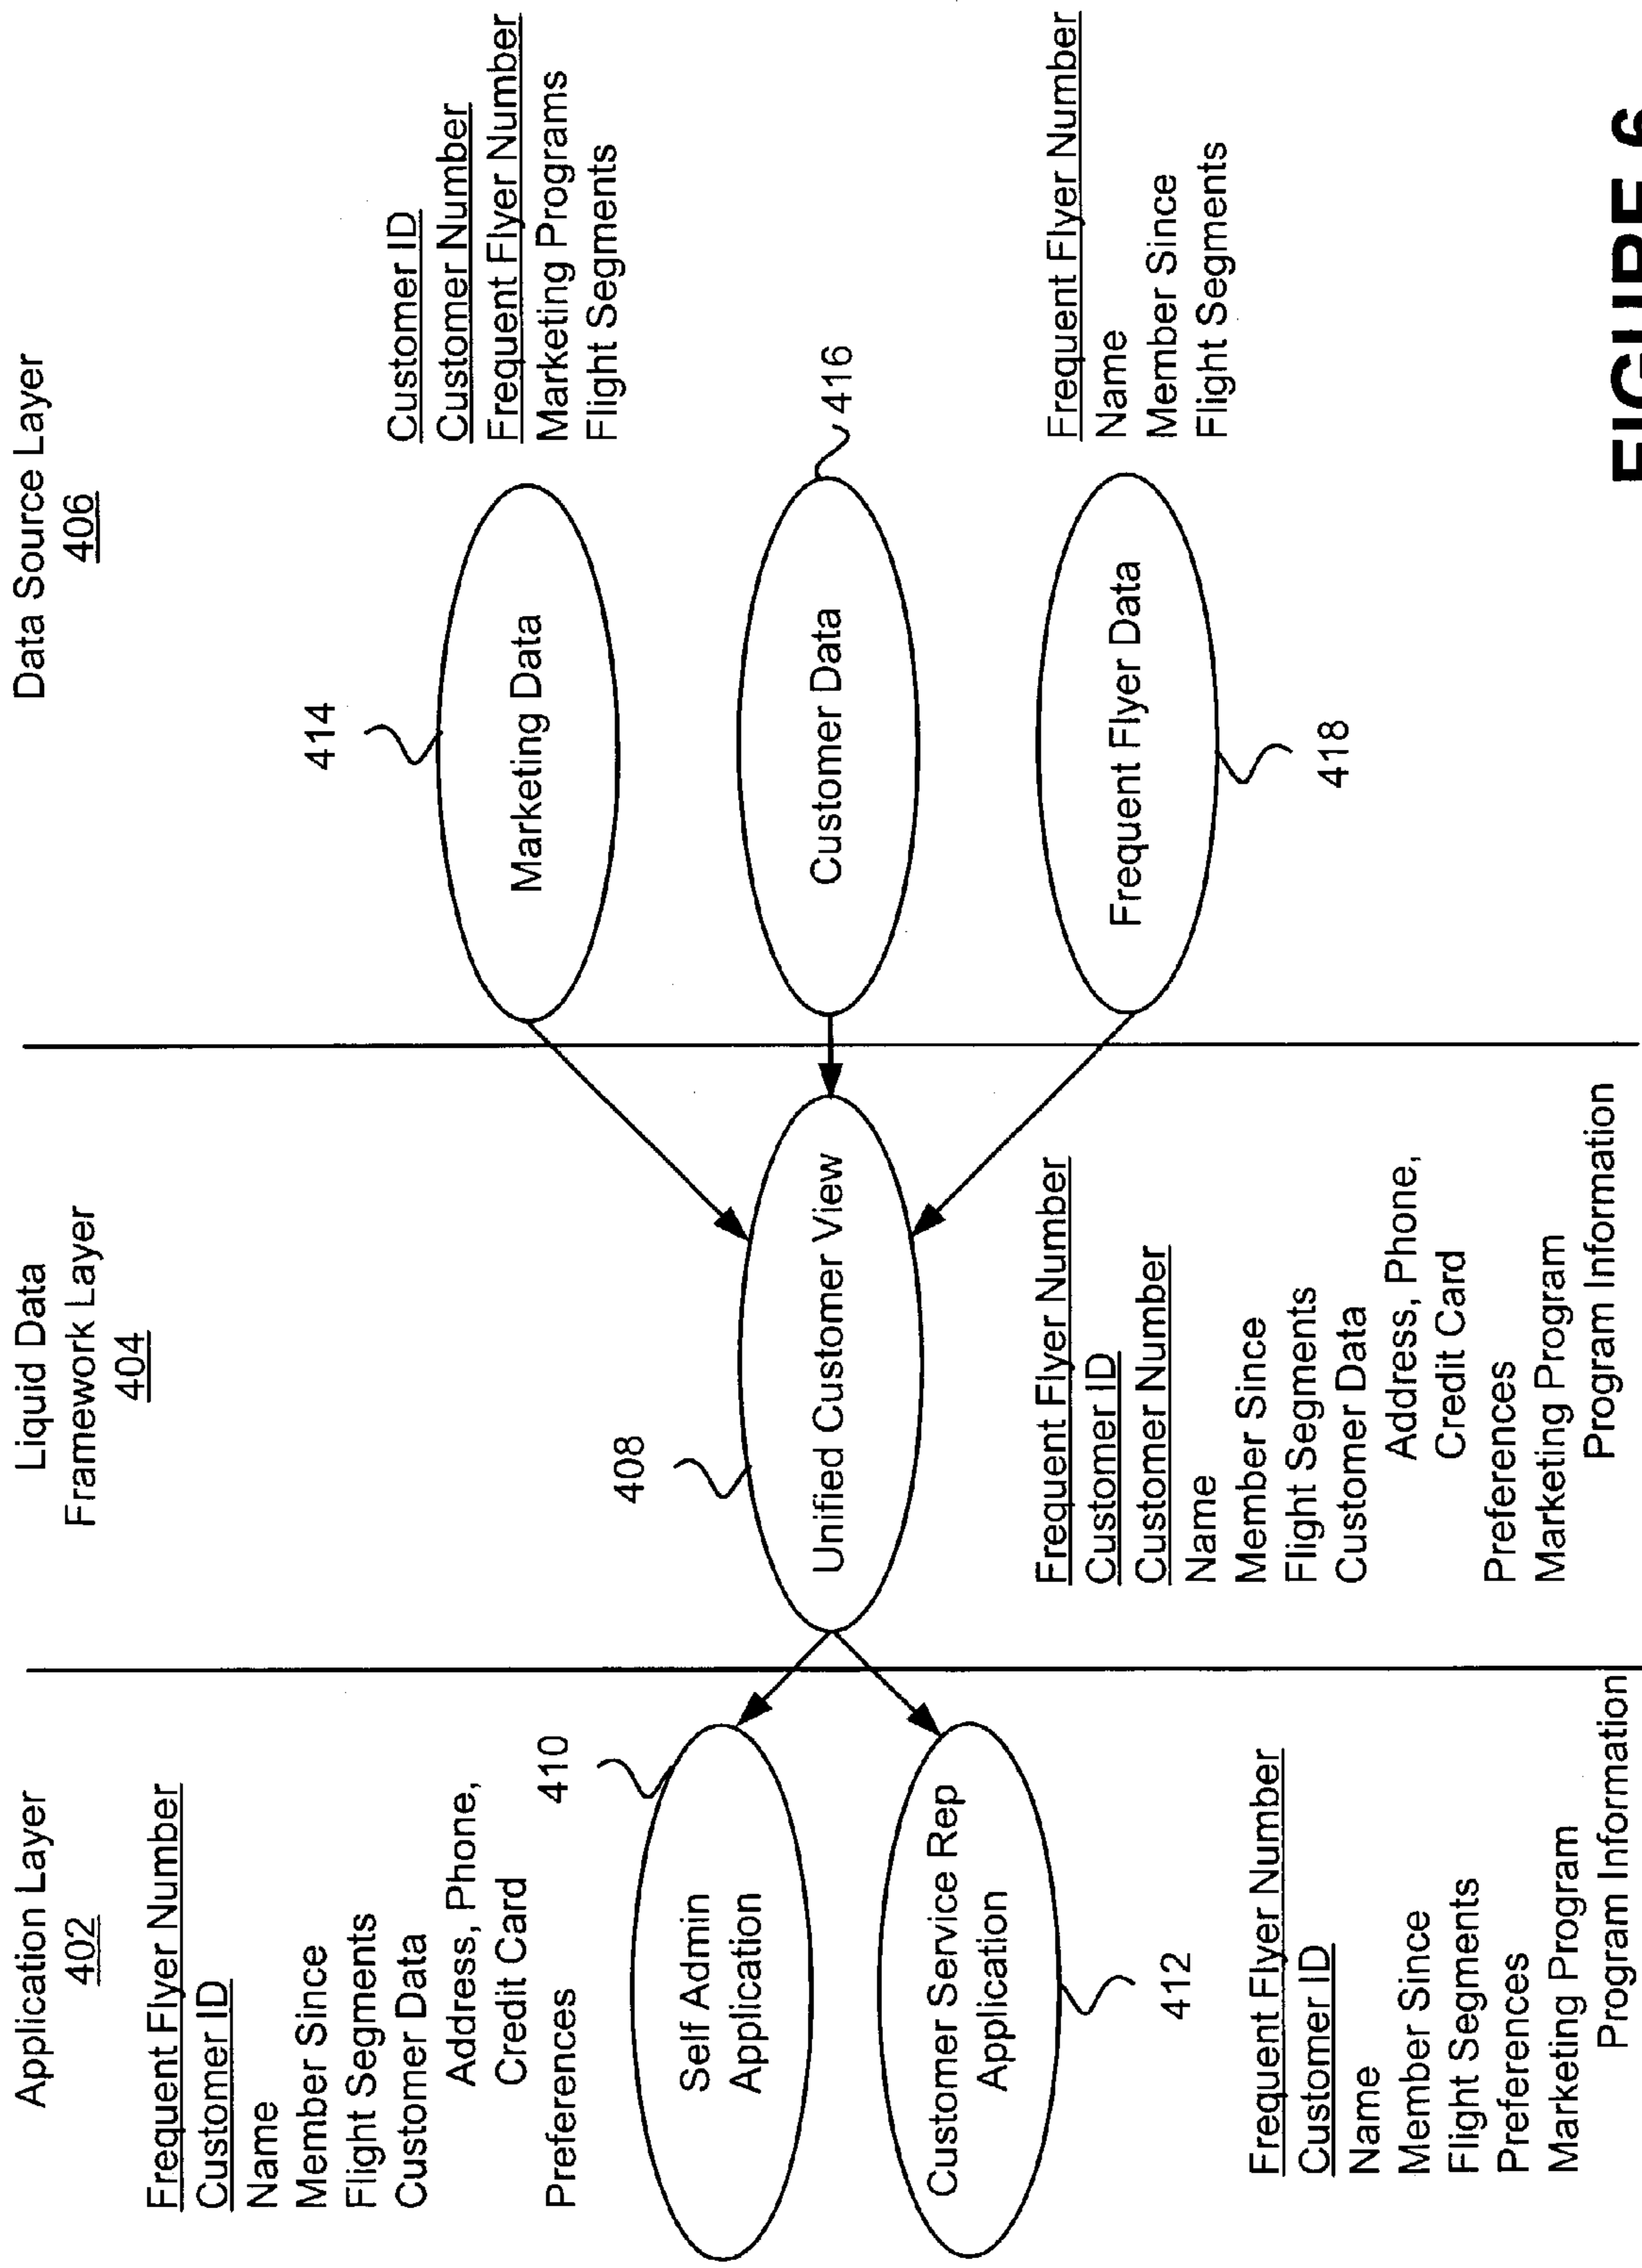 Application Layer
402
Frequent Flyer Number
Customer ID
Name
Member Since
Flight Segments
Customer Data
Address, Phone,
Credit Card
Preferences
410
Self Admin
Application
Customer Service Rep
Application
412
Frequent Flyer Number
Customer ID
Name
Member Since
Flight Segments
Preferences
Marketing Program
Program Information
Liquid Data
Framework Layer
404
408
Unified Customer View
Frequent Flyer Number
Customer ID
Customer Number
Name
Member Since
Flight Segments
Customer Data
Address, Phone,
Credit Card
Preferences
Marketing Program
Program Information
Data Source Layer
406
414
Marketing Data
Customer ID
Customer Number
Frequent Flyer Number
Marketing Programs
Flight Segments
Customer Data
416
Frequent Flyer Data
418
Frequent Flyer Number
Name
Member Since
Flight Segments
FIGURE 6